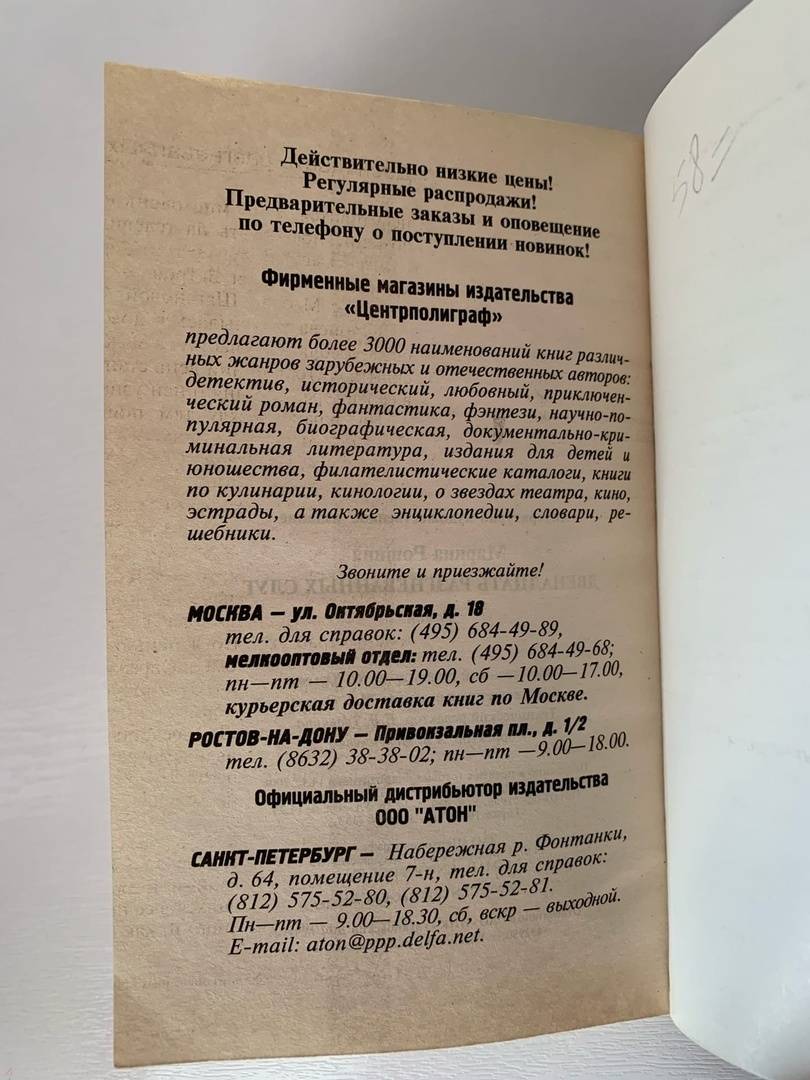 Действительно низкие цены!
Регулярные распродажи!
Предварительные заказы и оповещение
по телефону о поступлении новинок!
Фирменные магазины издательства
«Центрполиграф»
предлагают более 3000 наименований книг различ-
ных жанров зарубежных и отечественных авторов:
детектив, исторический, любовный, приключен-
ческий роман, фантастика, фэнтези, научно-по-
пулярная, биографическая, документально-кри-
минальная литература, издания для детей и
юношества, филателистические каталоги, книги
по кулинарии, кинологии, о звездах театра, кино,
эстрады, а также энциклопедии, словари, ре-
шебники.
Звоните и приезжайте!
МОСКВА — ул. Октябрьская, д. 18
тел. для справок: (495) 684-49-89,
мелкооптовый отдел: тел. (495) 684-49-68;
пн—пт — 10.00—19.00, сб —10.00—17.00,
курьерская доставка книг по Москве.
РОСТОВ-НА-ДОНУ — Привокзальная пл., д. 1/2
тел. (8632) 38-38-02; пн—пт —9.00—18.00.
Официальный дистрибьютор издательства
ООО "АТОН"
САНКТ-ПЕТЕРБУРГ — Набережная р. Фонтанки,
д. 64, помещение 7-н, тел. для справок:
(812) 575-52-80, (812) 575-52-81.
Пн—пт — 9.00—18.30, сб, вскр — выходной.
E-mail: aton@ppp.delfa.net.
58=